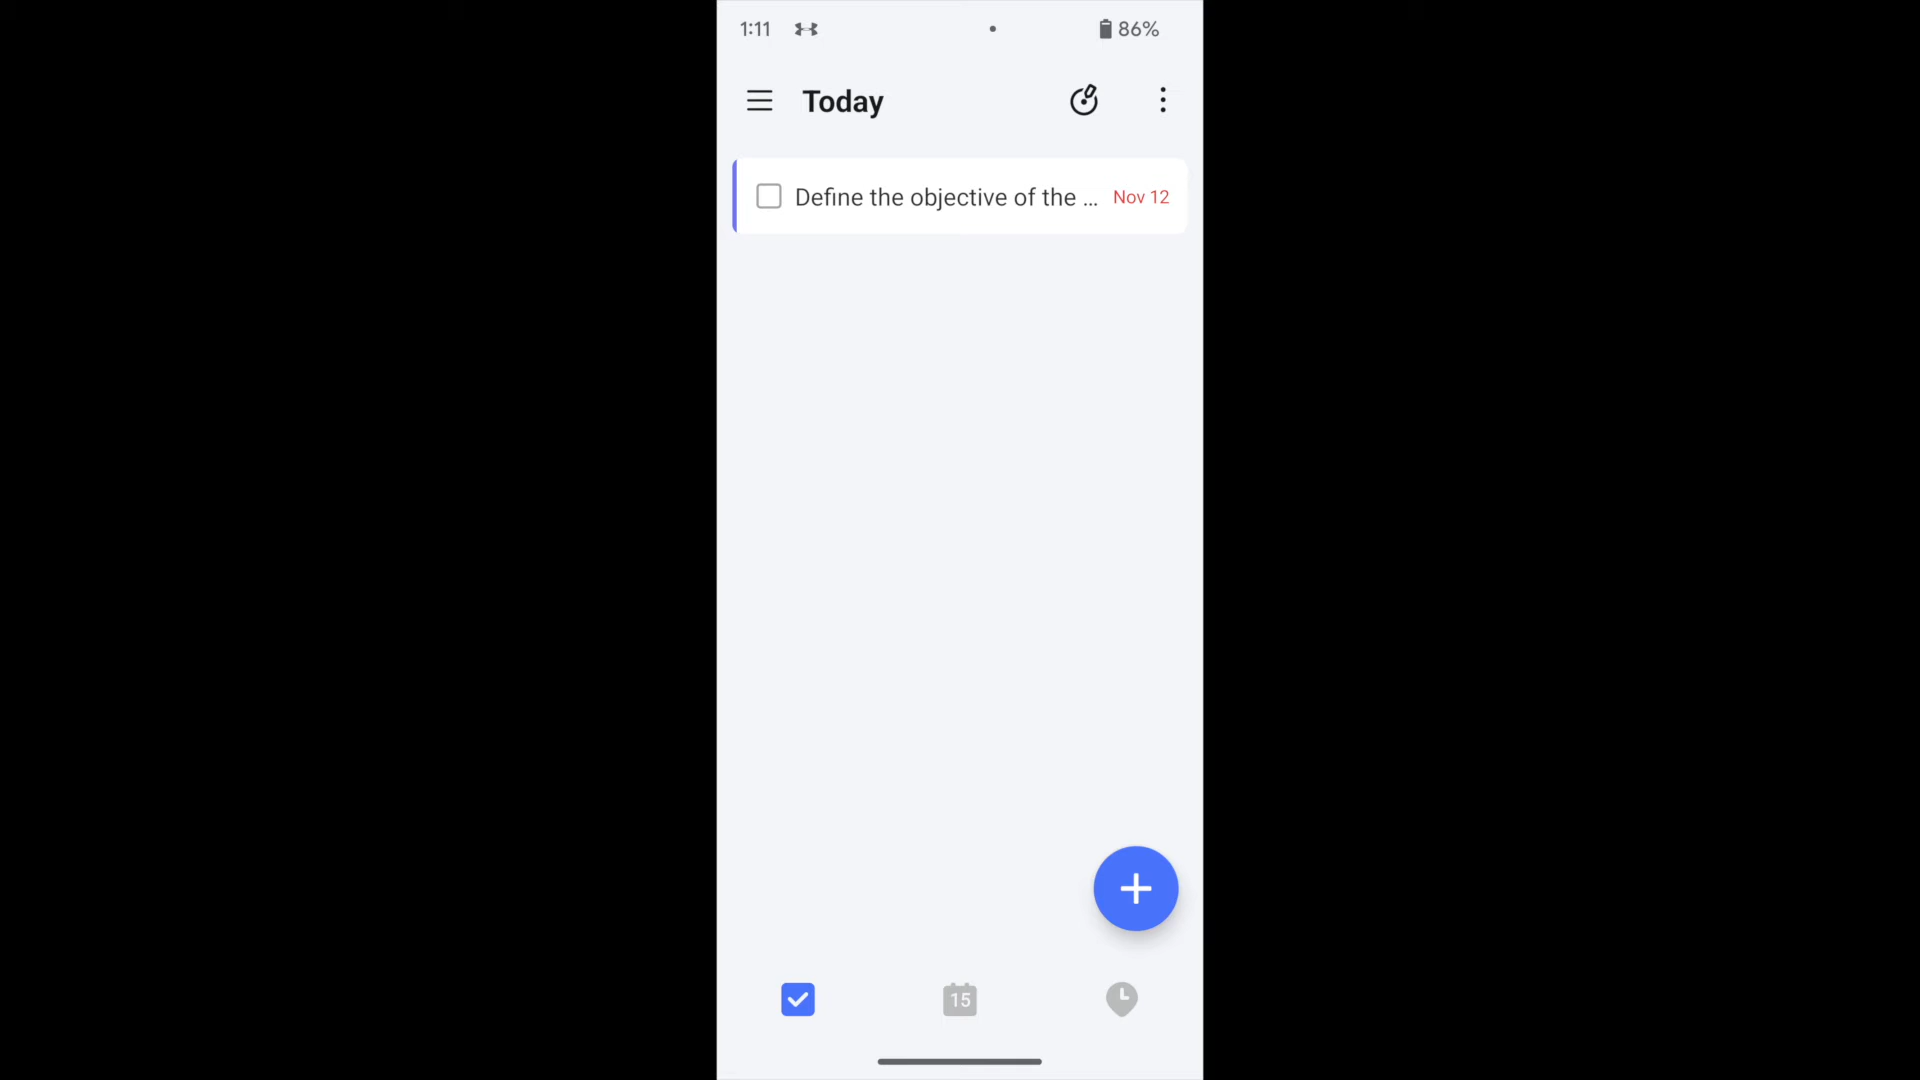 1:11 86%
Today
Define the objective of the ... Nov 12
15